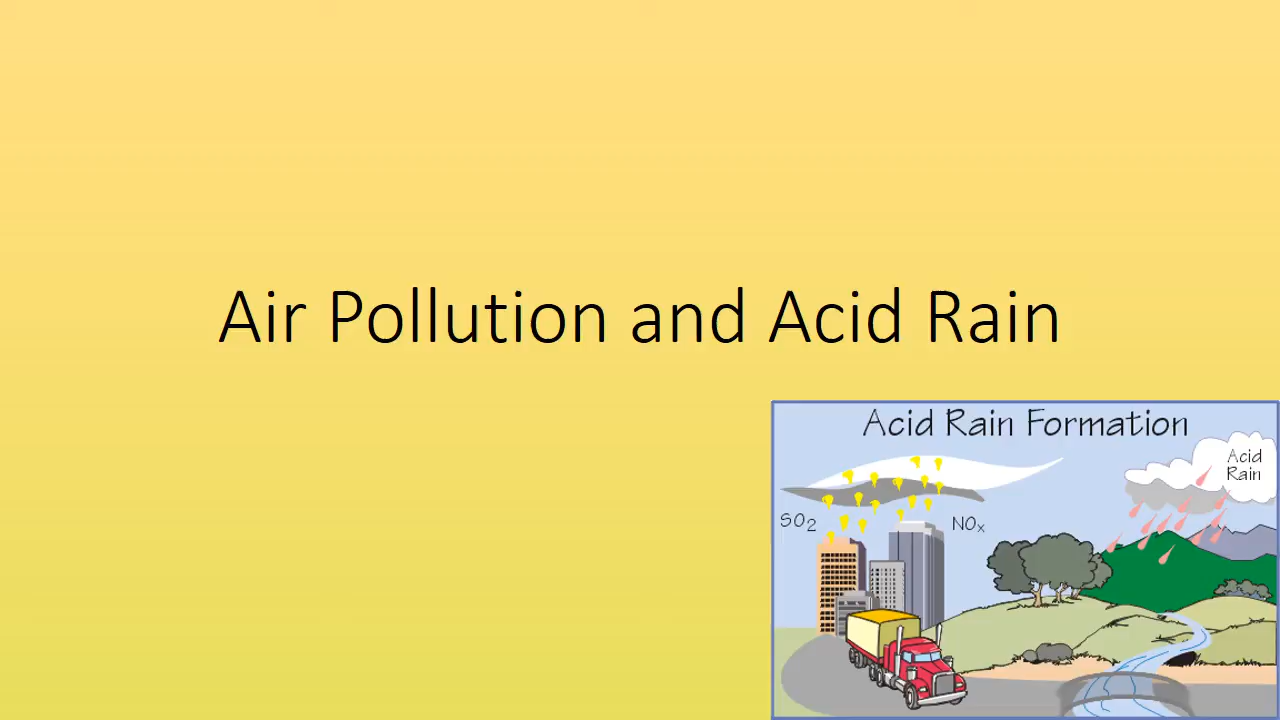 Air Pollution and Acid Rain
Acid Rain Formation
Acid
Rain
SO₂
NOₓ